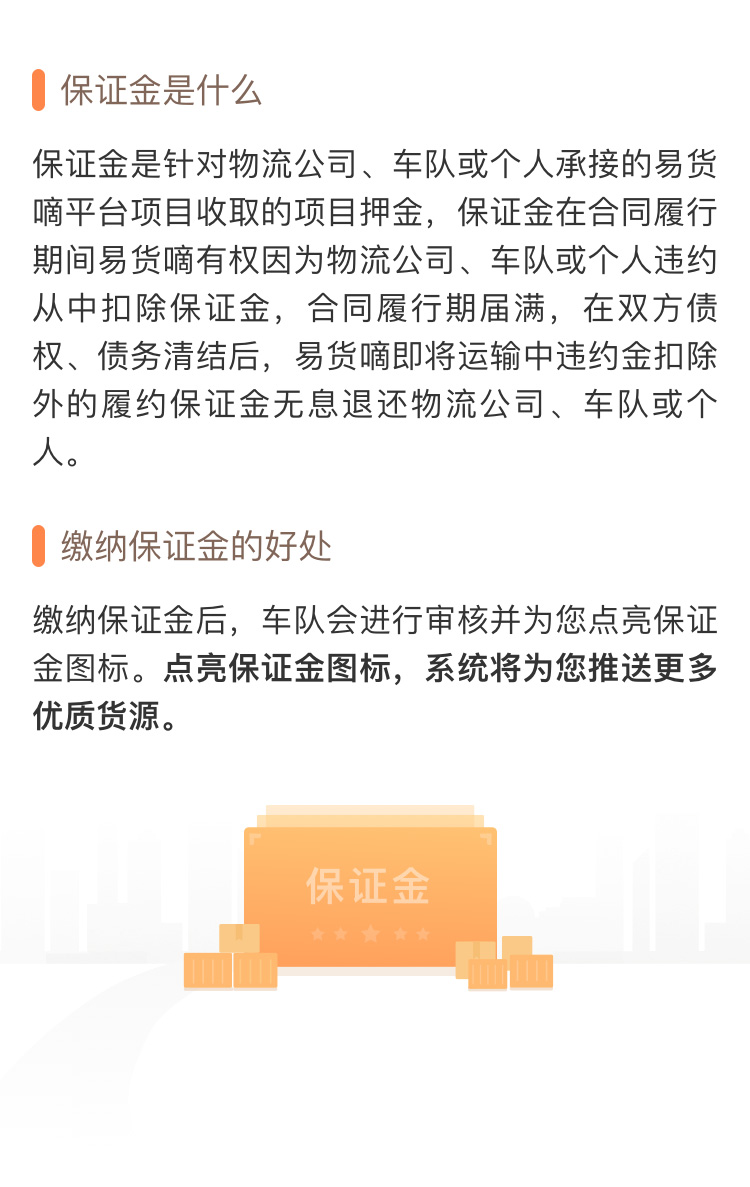 保证金是什么
保证金是针对物流公司、车队或个人承接的易货
嘀平台项目收取的项目押金，保证金在合同履行
期间易货嘀有权因为物流公司、车队或个人违约
从中扣除保证金，合同履行期届满，在双方债
权、债务清结后，易货嘀即将运输中违约金扣除
外的履约保证金无息退还物流公司、车队或个
人。
缴纳保证金的好处
缴纳保证金后，车队会进行审核并为您点亮保证
金图标。点亮保证金图标，系统将为您推送更多
优质货源。
保证金